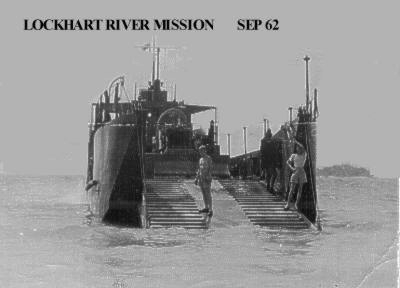 LOCKHART RIVER MISSION SEP 62